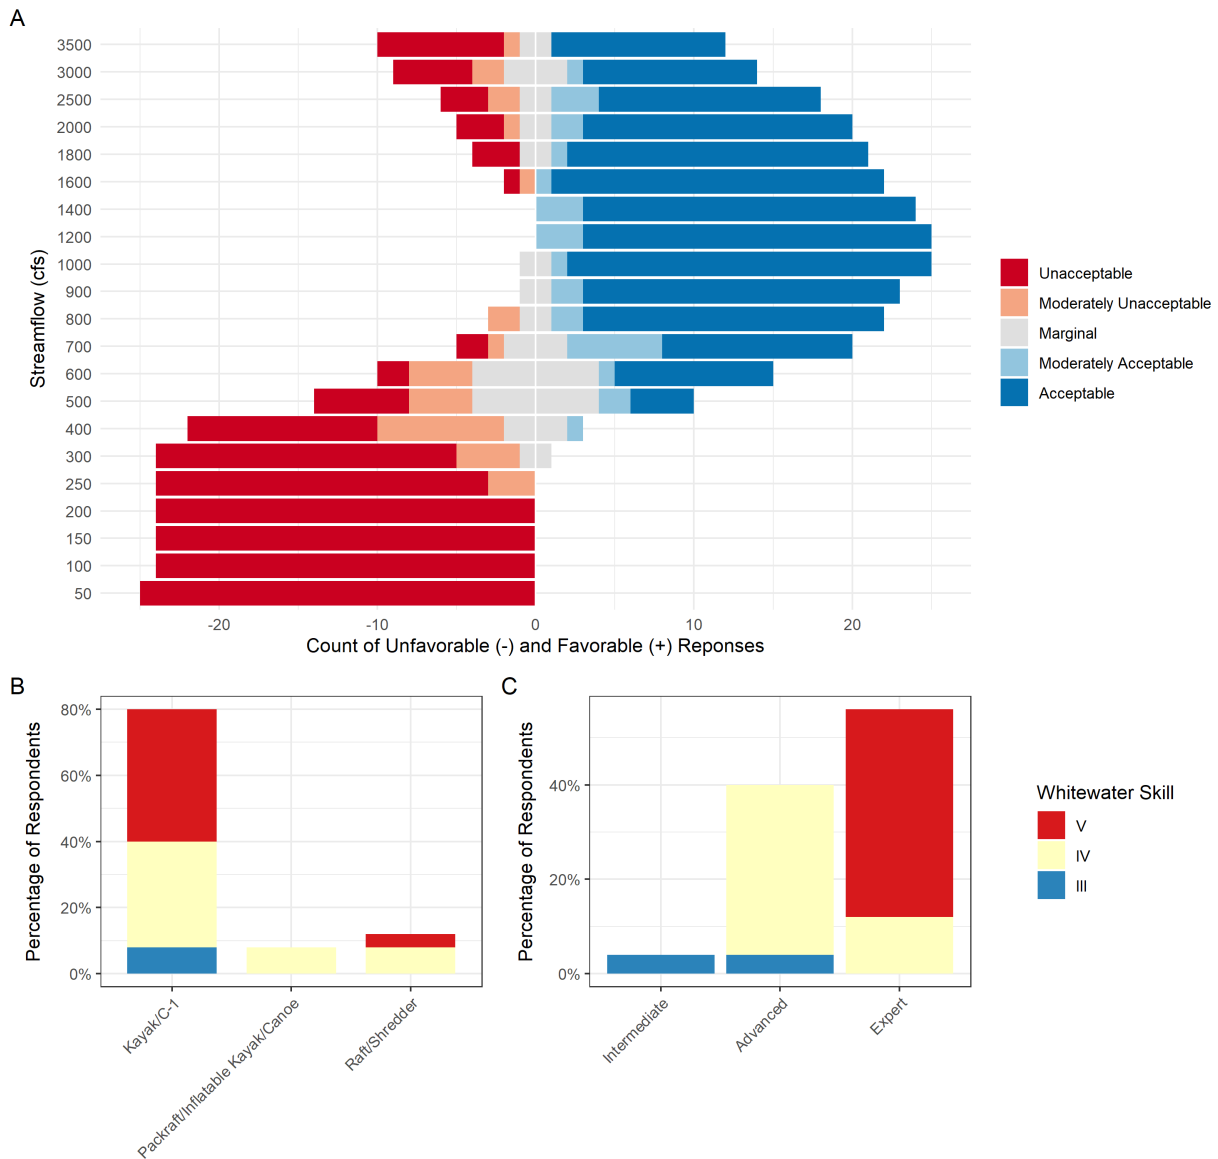 A
3500
3000
2500
2000
1800
1600
1400
1200
1000
900
800
700
600
500
400
300
250
200
150
100
50
Streamflow (cfs)
-20 -10 0 10 20
Count of Unfavorable (-) and Favorable (+) Reponses
Unacceptable
Moderately Unacceptable
Marginal
Moderately Acceptable
Acceptable
B
80%
60%
40%
20%
0%
Percentage of Respondents
Kayak/C-1
Packraft/Inflatable Kayak/Canoe
Raft/Shredder
C
40%
20%
0%
Percentage of Respondents
Intermediate
Advanced
Expert
Whitewater Skill
V
IV
III